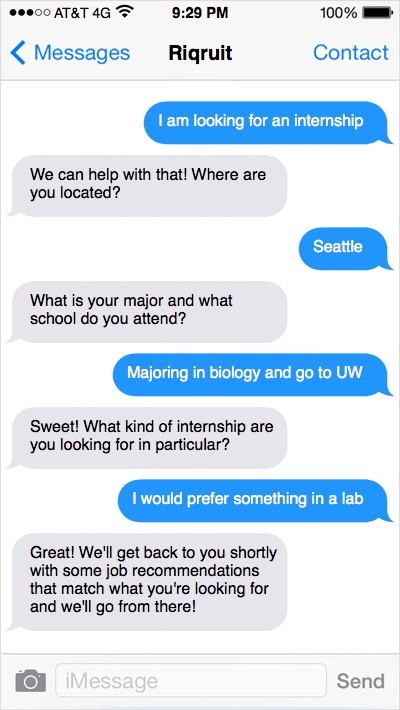 AT&T 4G 9:29 PM 100%
Messages Riqruit Contact
I am looking for an internship
We can help with that! Where are
you located?
Seattle
What is your major and what
school do you attend?
Majoring in biology and go to UW
Sweet! What kind of internship are
you looking for in particular?
I would prefer something in a lab
Great! We'll get back to you shortly
with some job recommendations
that match what you're looking for
and we'll go from there!
iMessage Send